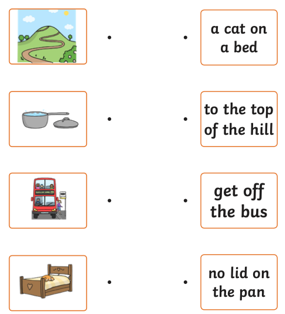 a cat on
a bed
to the top
of the hill
get off
the bus
no lid on
the pan